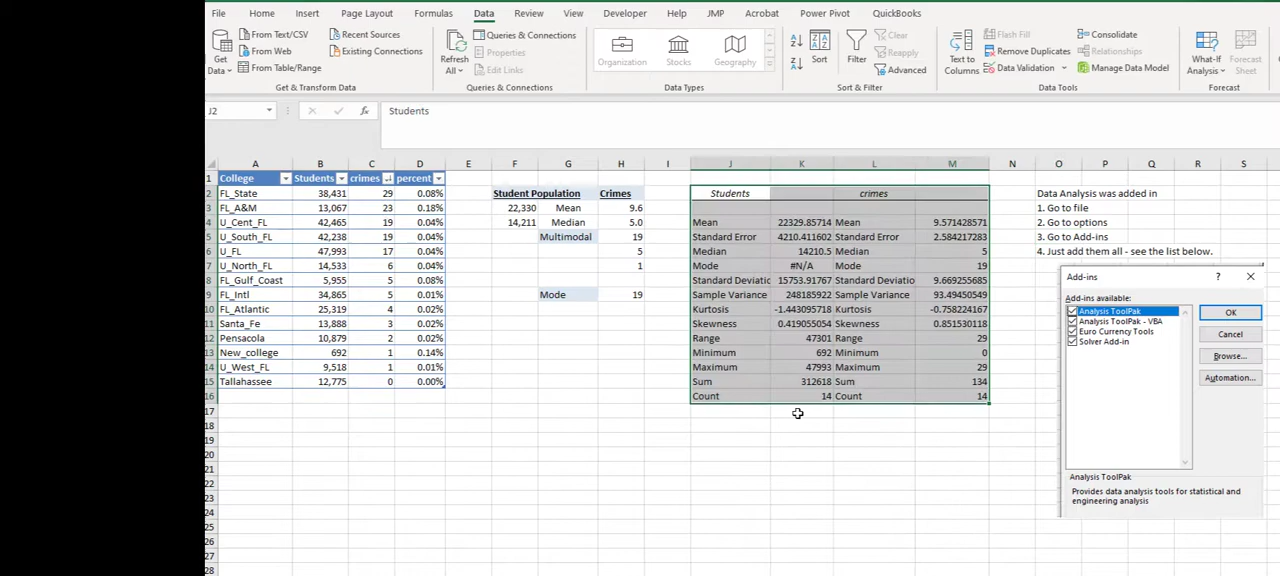 File Home Insert Page Layout Formulas Data Review View Developer Help JMP Acrobat Power Pivot QuickBooks
Get Data
From Text/CSV
From Web
From Table/Range
Recent Sources
Existing Connections
Get & Transform Data
Refresh All
Queries & Connections
Properties
Edit Links
Queries & Connections
Organization Stocks Geography
Data Types
Sort
Filter
Clear
Reapply
Advanced
Sort & Filter
Text to Columns
Flash Fill
Remove Duplicates
Data Validation
Consolidate
Relationships
Manage Data Model
Data Tools
What-If Analysis
Forecast Sheet
Forecast
J2 fx Students
A B C D E F G H I J K L M N O P Q R S
1 College Students crimes percent
2 FL_State 38,431 29 0.08% Student Population Crimes Students crimes Data Analysis was added in
3 FL_A&M 13,067 23 0.18% 22,330 Mean 9.6 1. Go to file
4 U_Cent_FL 42,465 19 0.04% 14,211 Median 5.0 Mean 22329.85714 Mean 9.571428571 2. Go to options
5 U_South_FL 42,238 19 0.04% Multimodal 19 Standard Error 4210.411602 Standard Error 2.584217283 3. Go to Add-ins
6 U_FL 47,993 17 0.04% 5 Median 14210.5 Median 5 4. Just add them all - see the list below.
7 U_North_FL 14,533 6 0.04% 1 Mode #N/A Mode 19
8 FL_Gulf_Coast 5,955 5 0.08% Standard Deviatio 15753.91767 Standard Deviatio 9.669255685
9 FL_Intl 34,865 5 0.01% Mode 19 Sample Variance 248185922 Sample Variance 93.49450549
10 FL_Atlantic 25,319 4 0.02% Kurtosis -1.443095718 Kurtosis -0.758224167
11 Santa_Fe 13,888 3 0.02% Skewness 0.419055054 Skewness 0.851530118
12 Pensacola 10,879 2 0.02% Range 47301 Range 29
13 New_college 692 1 0.14% Minimum 692 Minimum 0
14 U_West_FL 9,518 1 0.01% Maximum 47993 Maximum 29
15 Tallahassee 12,775 0 0.00% Sum 312618 Sum 134
16 Count 14 Count 14
17
18
19
20
21
22
23
24
25
26
27
28
Add-ins ?
Add-ins available:
Analysis ToolPak
Analysis ToolPak - VBA
Euro Currency Tools
Solver Add-in
OK
Cancel
Browse...
Automation...
Analysis ToolPak
Provides data analysis tools for statistical and
engineering analysis